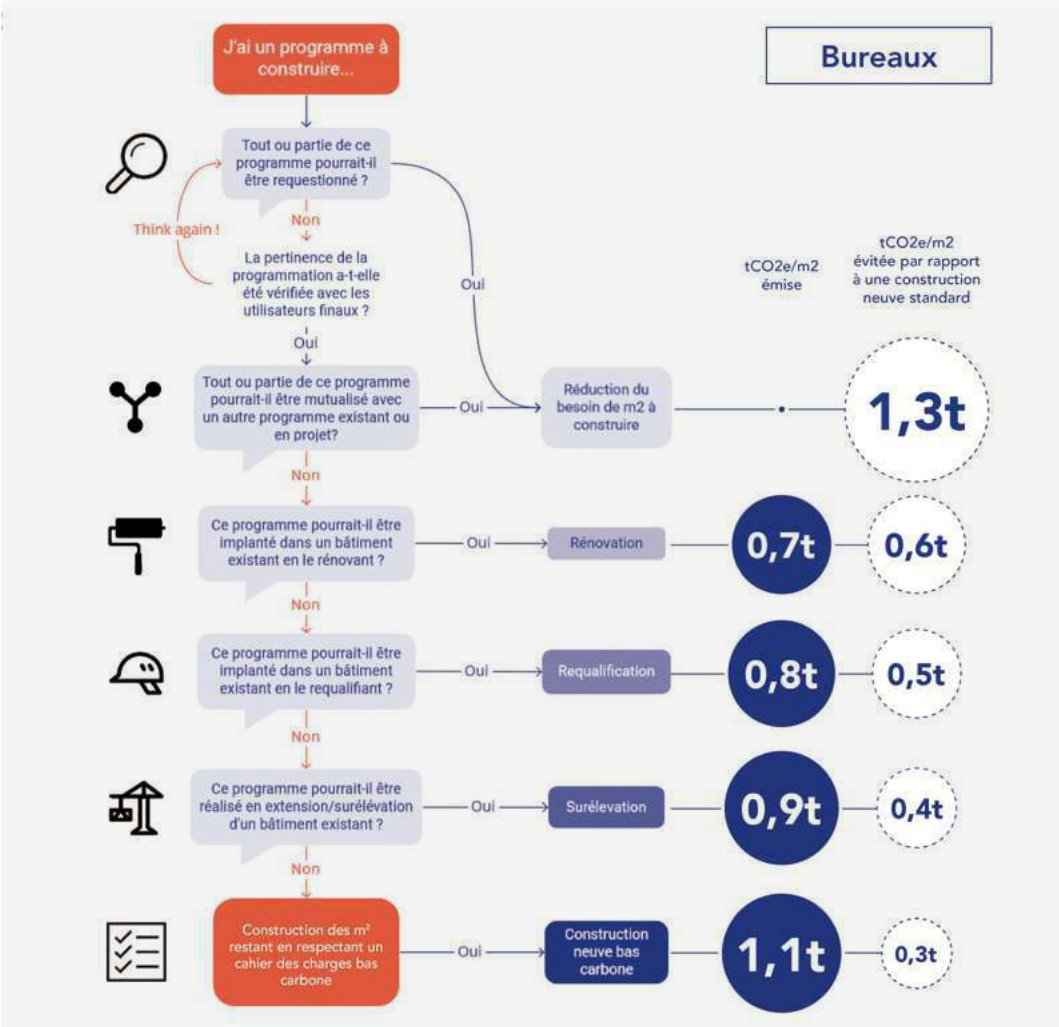 J'ai un programme à
construire...
Bureaux
Tout ou partie de ce
programme pourrait-il
être requestionné ?
Think again !
Non
La pertinence de la
programmation a-t-elle
été vérifiée avec les
utilisateurs finaux ?
Oui
tCO2e/m2
émise
tCO2e/m2
évitée par rapport
à une construction
neuve standard
Oui
Tout ou partie de ce programme
pourrait-il être mutualisé avec
un autre programme existant ou
en projet?
Oui
Réduction du
besoin de m2 à
construire
1,3t
Non
Ce programme pourrait-il être
implanté dans un bâtiment
existant en le rénovant ?
Oui
Rénovation
0,7t
0,6t
Non
Ce programme pourrait-il être
implanté dans un bâtiment
existant en le requalifiant ?
Oui
Requalification
0,8t
0,5t
Non
Ce programme pourrait-il être
réalisé en extension/surélévation
d'un bâtiment existant ?
Oui
Surélevation
0,9t
0,4t
Non
Construction des m²
restant en respectant un
cahier des charges bas
carbone
Oui
Construction
neuve bas
carbone
1,1t
0,3t